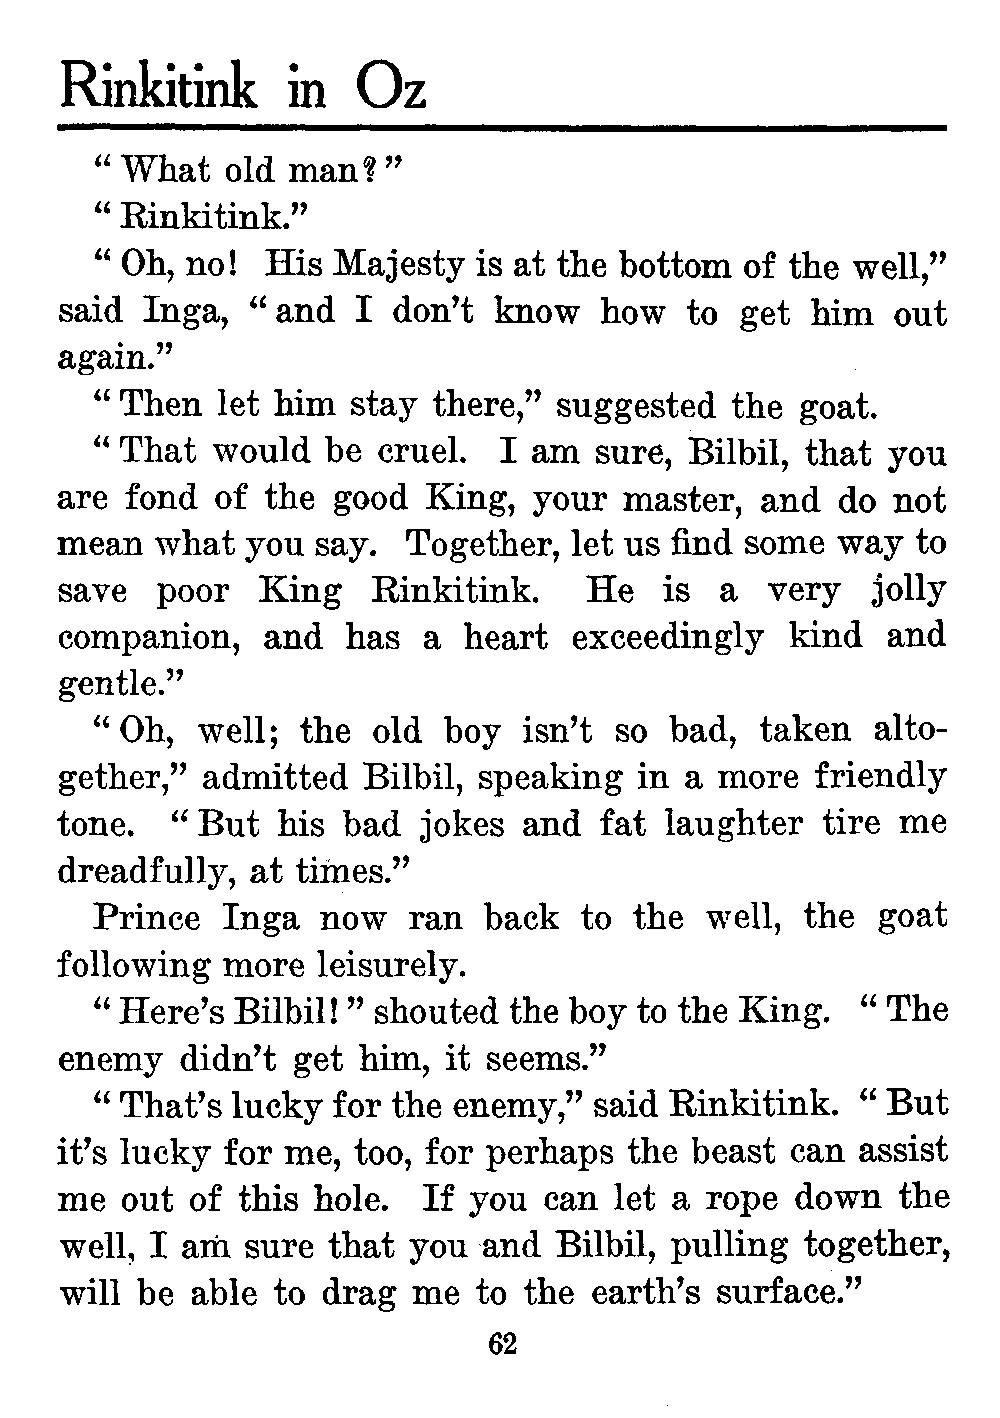 Rinkitink in Oz
“ What old man? ”
“ Rinkitink.”
“ Oh, no! His Majesty is at the bottom of the well,”
said Inga, “ and I don’t know how to get him out
again.”
“ Then let him stay there,” suggested the goat.
“ That would be cruel. I am sure, Bilbil, that you
are fond of the good King, your master, and do not
mean what you say. Together, let us find some way to
save poor King Rinkitink. He is a very jolly
companion, and has a heart exceedingly kind and
gentle.”
“ Oh, well; the old boy isn’t so bad, taken alto-
gether,” admitted Bilbil, speaking in a more friendly
tone. “ But his bad jokes and fat laughter tire me
dreadfully, at times.”
Prince Inga now ran back to the well, the goat
following more leisurely.
“ Here’s Bilbil! ” shouted the boy to the King. “ The
enemy didn’t get him, it seems.”
“ That’s lucky for the enemy,” said Rinkitink. “ But
it’s lucky for me, too, for perhaps the beast can assist
me out of this hole. If you can let a rope down the
well, I am sure that you and Bilbil, pulling together,
will be able to drag me to the earth’s surface.”
62